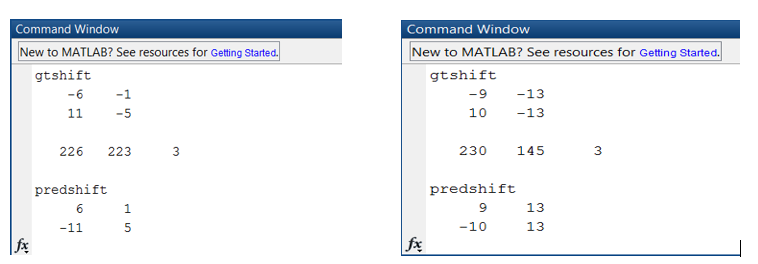 Command Window
New to MATLAB? See resources for Getting Started.
gtshift
-6 -1
11 -5
226 223 3
predshift
6 1
-11 5
fx
Command Window
New to MATLAB? See resources for Getting Started.
gtshift
-9 -13
10 -13
230 145 3
predshift
9 13
-10 13
fx